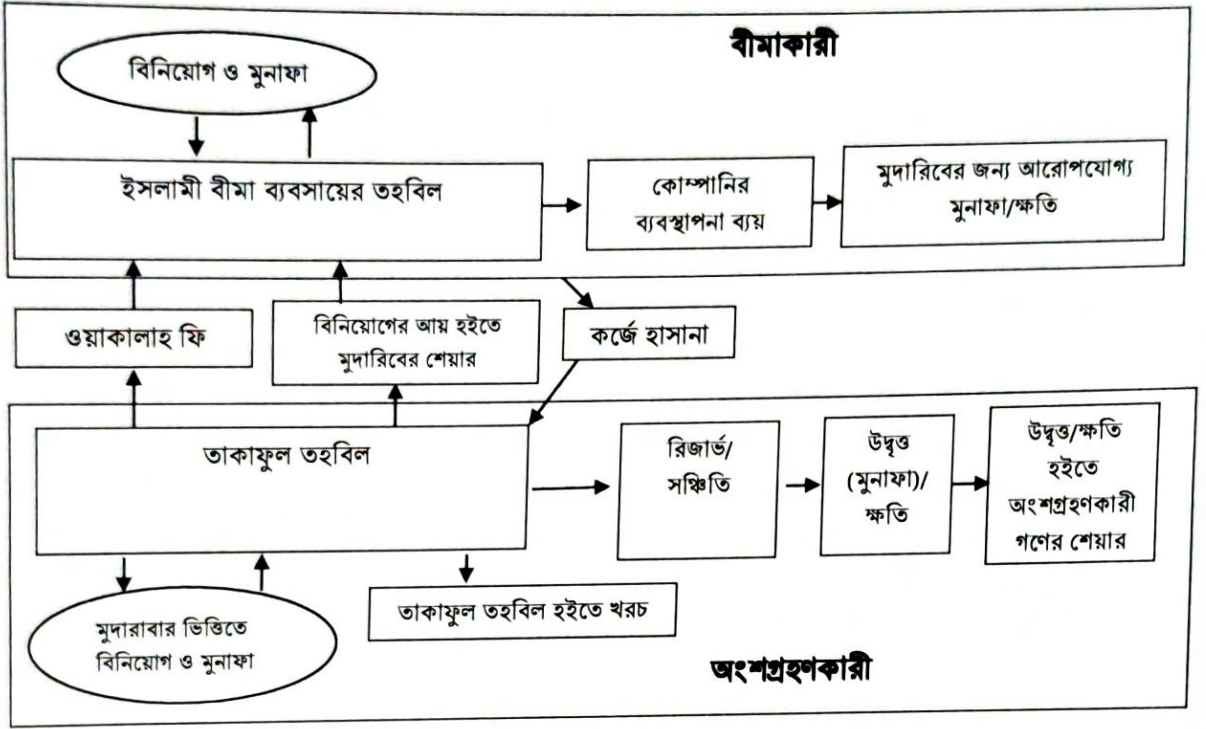 বীমাকারী
বিনিয়োগ ও মুনাফা
ইসলামী বীমা ব্যবসায়ের তহবিল
কোম্পানির
ব্যবস্থাপনা ব্যয়
মুদারিবের জন্য আরোপযোগ্য
মুনাফা/ক্ষতি
ওয়াকালাহ ফি
বিনিয়োগের আয় হইতে
মুদারিবের শেয়ার
কর্জে হাসানা
তাকাফুল তহবিল
রিজার্ভ/
সঞ্চিতি
উদ্বৃত্ত
(মুনাফা)/
ক্ষতি
উদ্বৃত্ত/ক্ষতি
হইতে
অংশগ্রহণকারী
গণের শেয়ার
মুদারাবার ভিত্তিতে
বিনিয়োগ ও মুনাফা
তাকাফুল তহবিল হইতে খরচ
অংশগ্রহণকারী